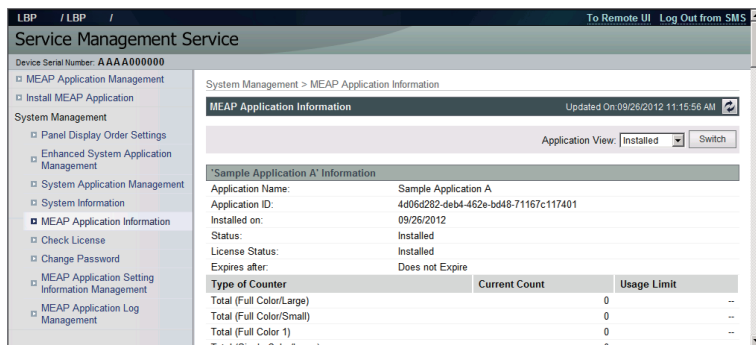 LBP / LBP /
To Remote UI Log Out from SMS
Service Management Service
Device Serial Number: AAAA000000
MEAP Application Management
Install MEAP Application
System Management
Panel Display Order Settings
Enhanced System Application
Management
System Application Management
System Information
MEAP Application Information
Check License
Change Password
MEAP Application Setting
Information Management
MEAP Application Log
Management
System Management > MEAP Application Information
MEAP Application Information Updated On:09/26/2012 11:15:56 AM
Application View: Installed Switch
'Sample Application A' Information
Application Name: Sample Application A
Application ID: 4d06d282-deb4-462e-bd48-71167c117401
Installed on: 09/26/2012
Status: Installed
License Status: Installed
Expires after: Does not Expire
Type of Counter Current Count Usage Limit
Total (Full Color/Large) 0 --
Total (Full Color/Small) 0 --
Total (Full Color 1) 0 --